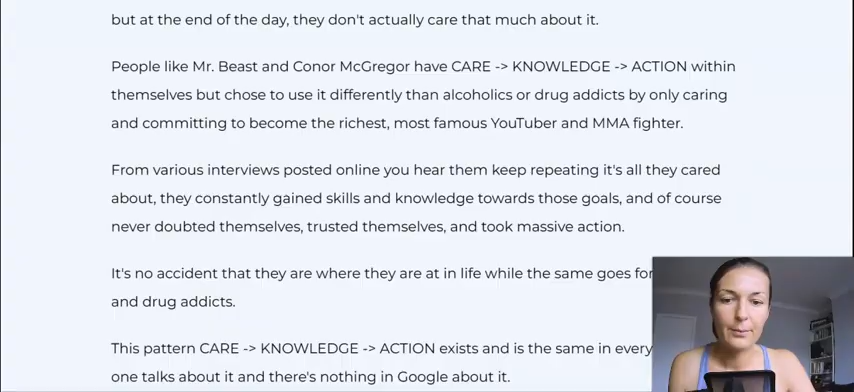 but at the end of the day, they don't actually care that much about it.
People like Mr. Beast and Conor McGregor have CARE -> KNOWLEDGE -> ACTION within
themselves but chose to use it differently than alcoholics or drug addicts by only caring
and committing to become the richest, most famous YouTuber and MMA fighter.
From various interviews posted online you hear them keep repeating it's all they cared
about, they constantly gained skills and knowledge towards those goals, and of course
never doubted themselves, trusted themselves, and took massive action.
It's no accident that they are where they are at in life while the same goes for
and drug addicts.
This pattern CARE -> KNOWLEDGE -> ACTION exists and is the same in every
one talks about it and there's nothing in Google about it.